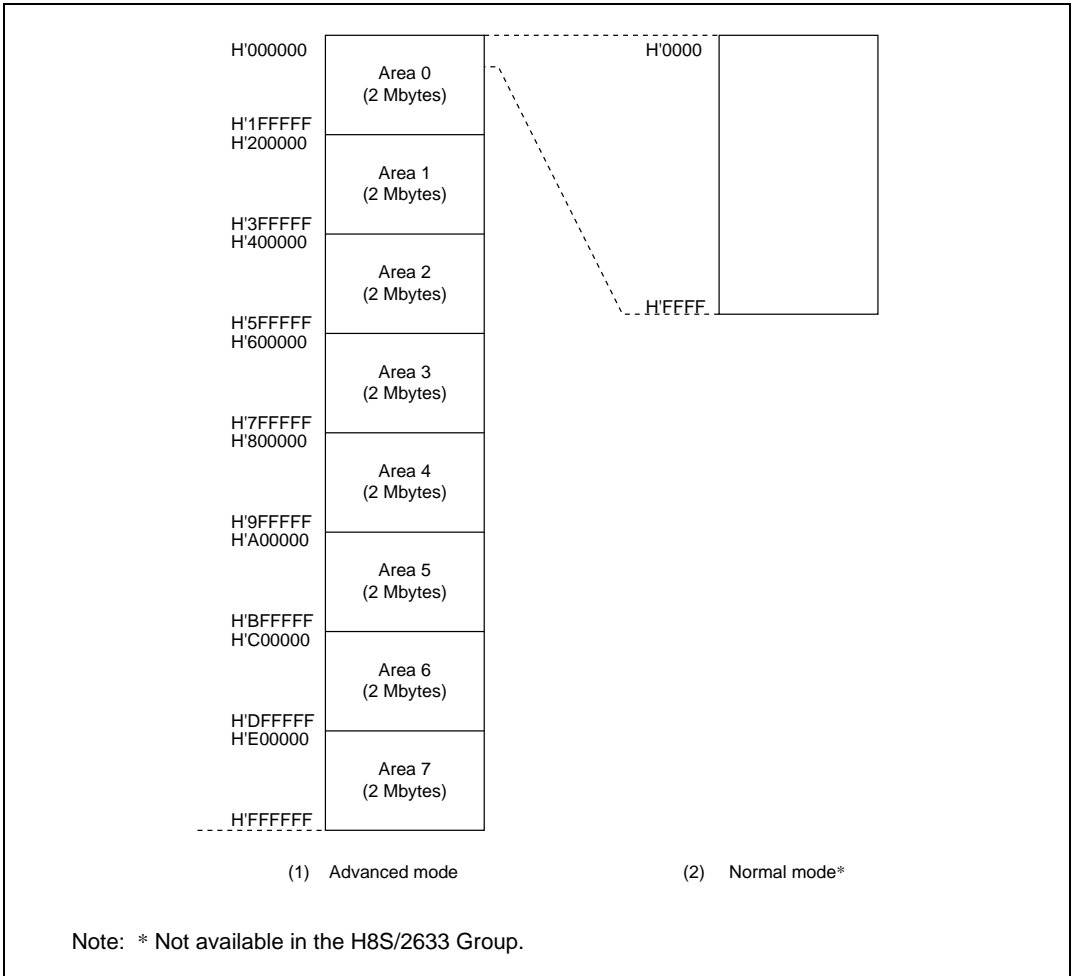 H'000000
Area 0
(2 Mbytes)
H'1FFFFF
H'200000
Area 1
(2 Mbytes)
H'3FFFFF
H'400000
Area 2
(2 Mbytes)
H'5FFFFF
H'600000
Area 3
(2 Mbytes)
H'7FFFFF
H'800000
Area 4
(2 Mbytes)
H'9FFFFF
H'A00000
Area 5
(2 Mbytes)
H'BFFFFF
H'C00000
Area 6
(2 Mbytes)
H'DFFFFF
H'E00000
Area 7
(2 Mbytes)
H'FFFFFF
(1) Advanced mode
H'0000
H'FFFF
(2) Normal mode*
Note: * Not available in the H8S/2633 Group.